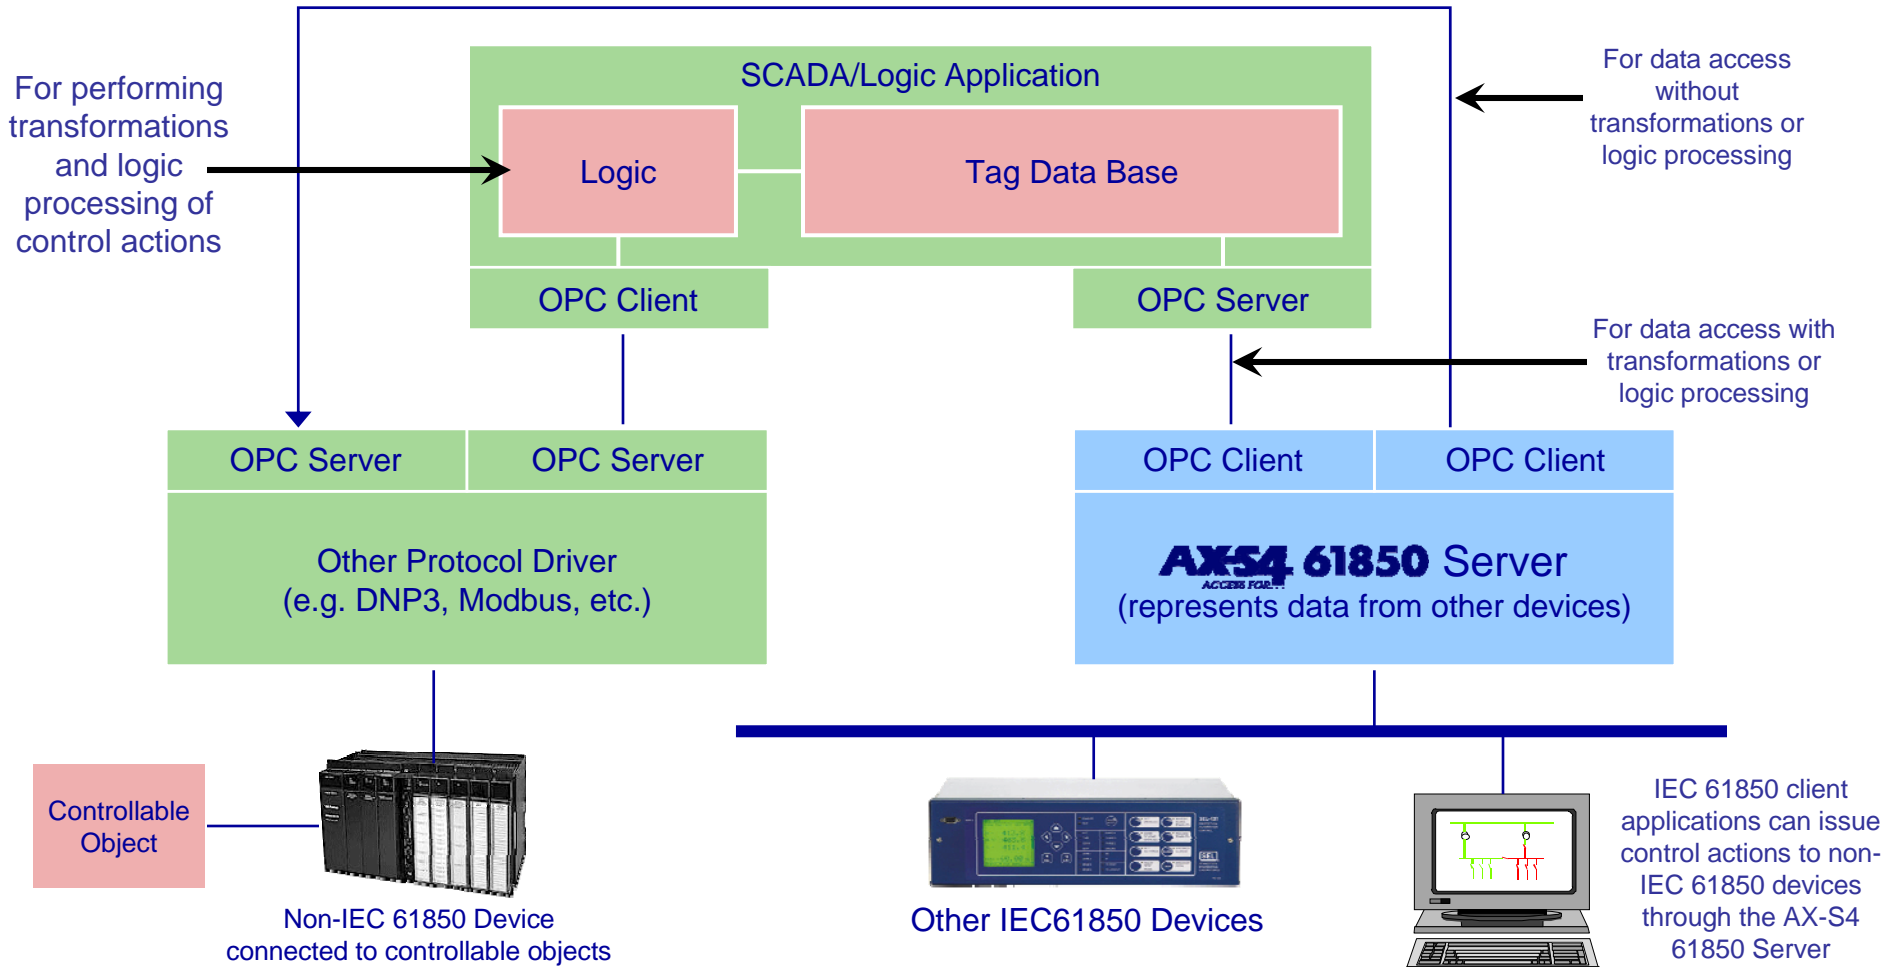 SCADA/Logic Application
For performing
transformations
and logic
processing of
control actions
Logic
Tag Data Base
For data access
without
transformations or
logic processing
OPC Client
OPC Server
For data access with
transformations or
logic processing
OPC Server
OPC Server
OPC Client
OPC Client
Other Protocol Driver
(e.g. DNP3, Modbus, etc.)
AX-S4 61850 Server
ACCESS FOR...
(represents data from other devices)
Controllable
Object
Non-IEC 61850 Device
connected to controllable objects
SEL
Other IEC61850 Devices
IEC 61850 client
applications can issue
control actions to non-
IEC 61850 devices
through the AX-S4
61850 Server